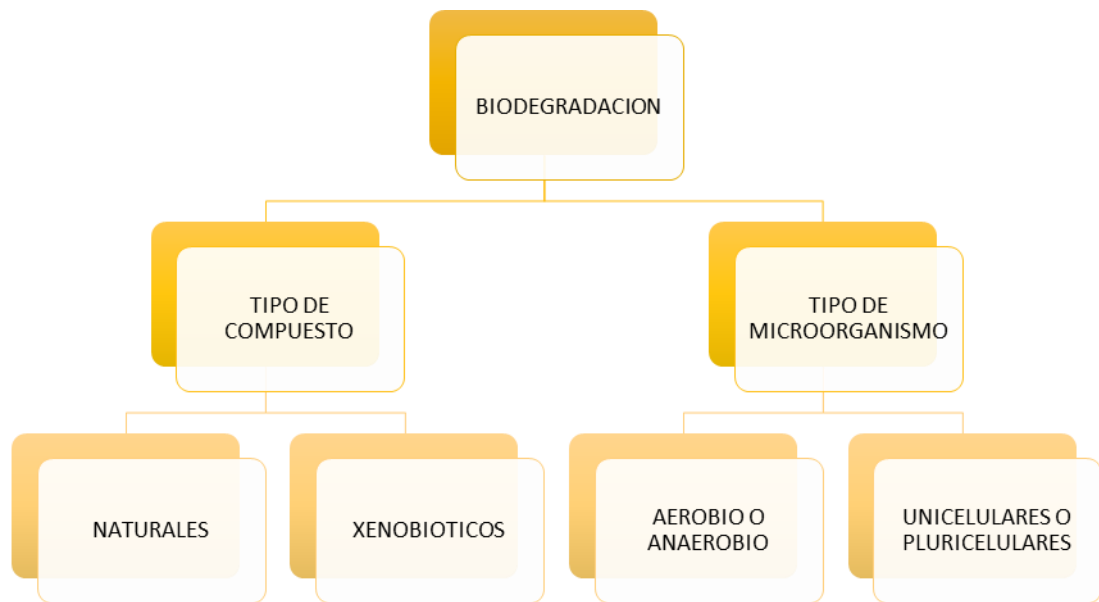 BIODEGRADACION
TIPO DE
COMPUESTO
TIPO DE
MICROORGANISMO
NATURALES
XENOBIOTICOS
AEROBIO O
ANAEROBIO
UNICELULARES O
PLURICELULARES